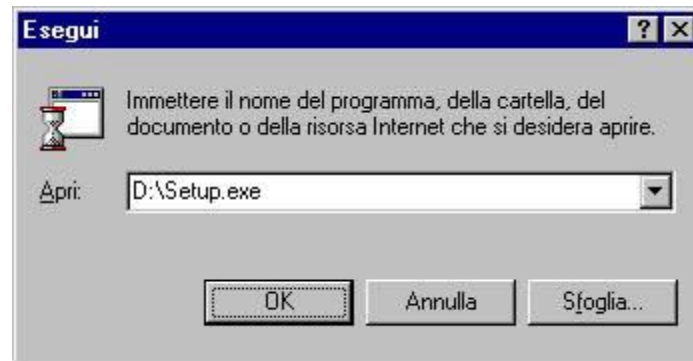 Esegui
Immettere il nome del programma, della cartella, del
documento o della risorsa Internet che si desidera aprire.
Apri: D:\Setup.exe
OK Annulla Sfoglia...